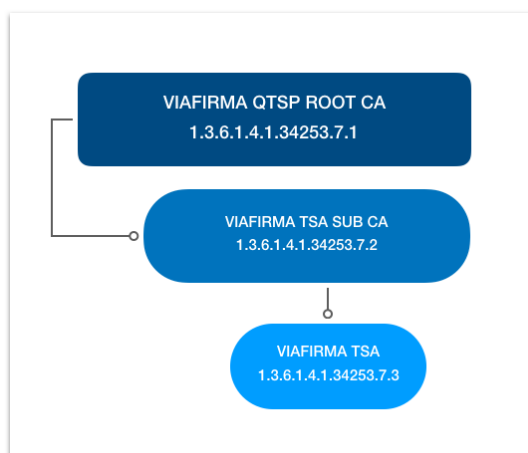 VIAFIRMA QTSP ROOT CA
1.3.6.1.4.1.34253.7.1
VIAFIRMA TSA SUB CA
1.3.6.1.4.1.34253.7.2
VIAFIRMA TSA
1.3.6.1.4.1.34253.7.3